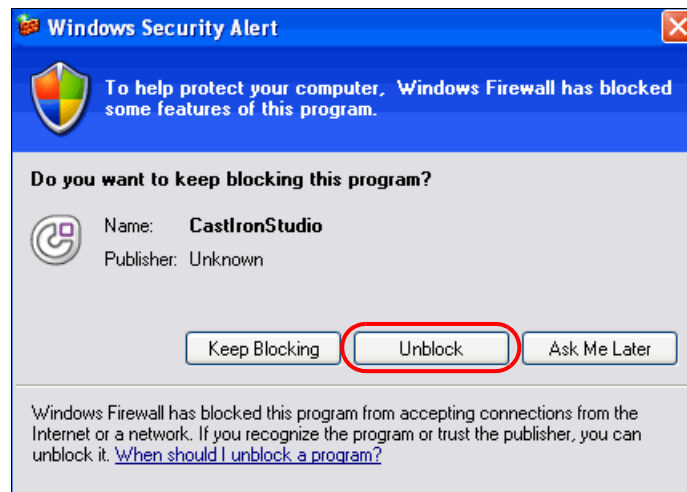 Windows Security Alert
To help protect your computer, Windows Firewall has blocked
some features of this program.
Do you want to keep blocking this program?
Name: CastIronStudio
Publisher: Unknown
Keep Blocking Unblock Ask Me Later
Windows Firewall has blocked this program from accepting connections from the
Internet or a network. If you recognize the program or trust the publisher, you can
unblock it. When should I unblock a program?